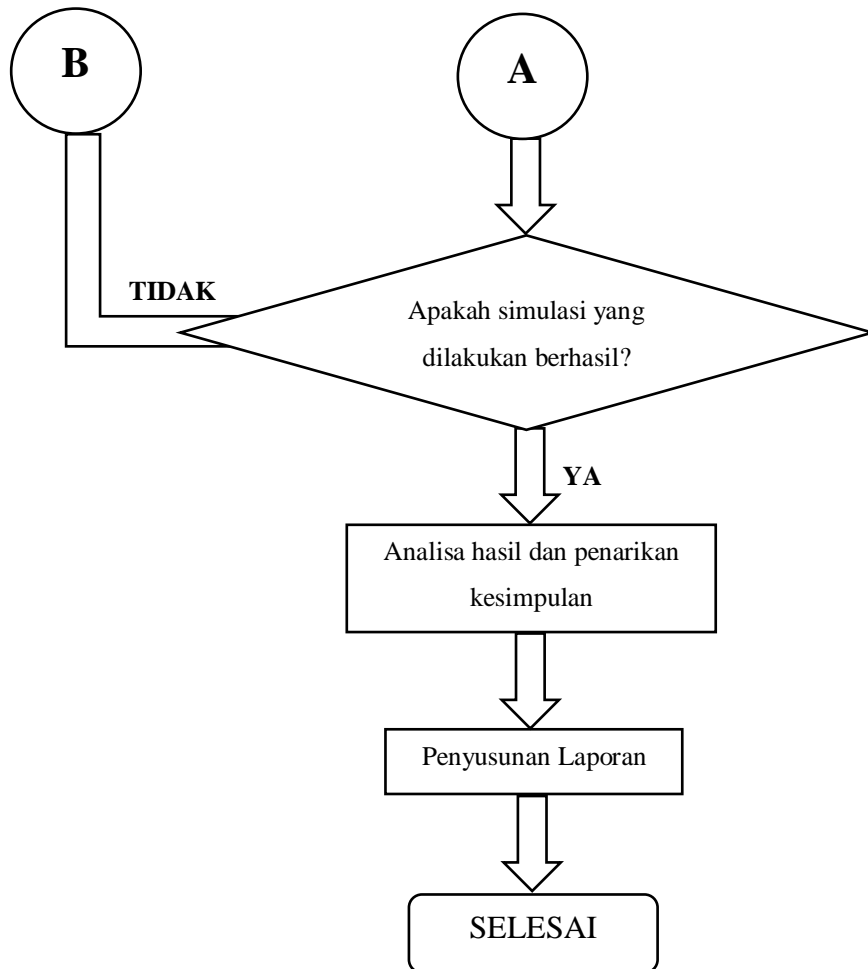 B
A
TIDAK
Apakah simulasi yang
dilakukan berhasil?
YA
Analisa hasil dan penarikan
kesimpulan
Penyusunan Laporan
SELESAI